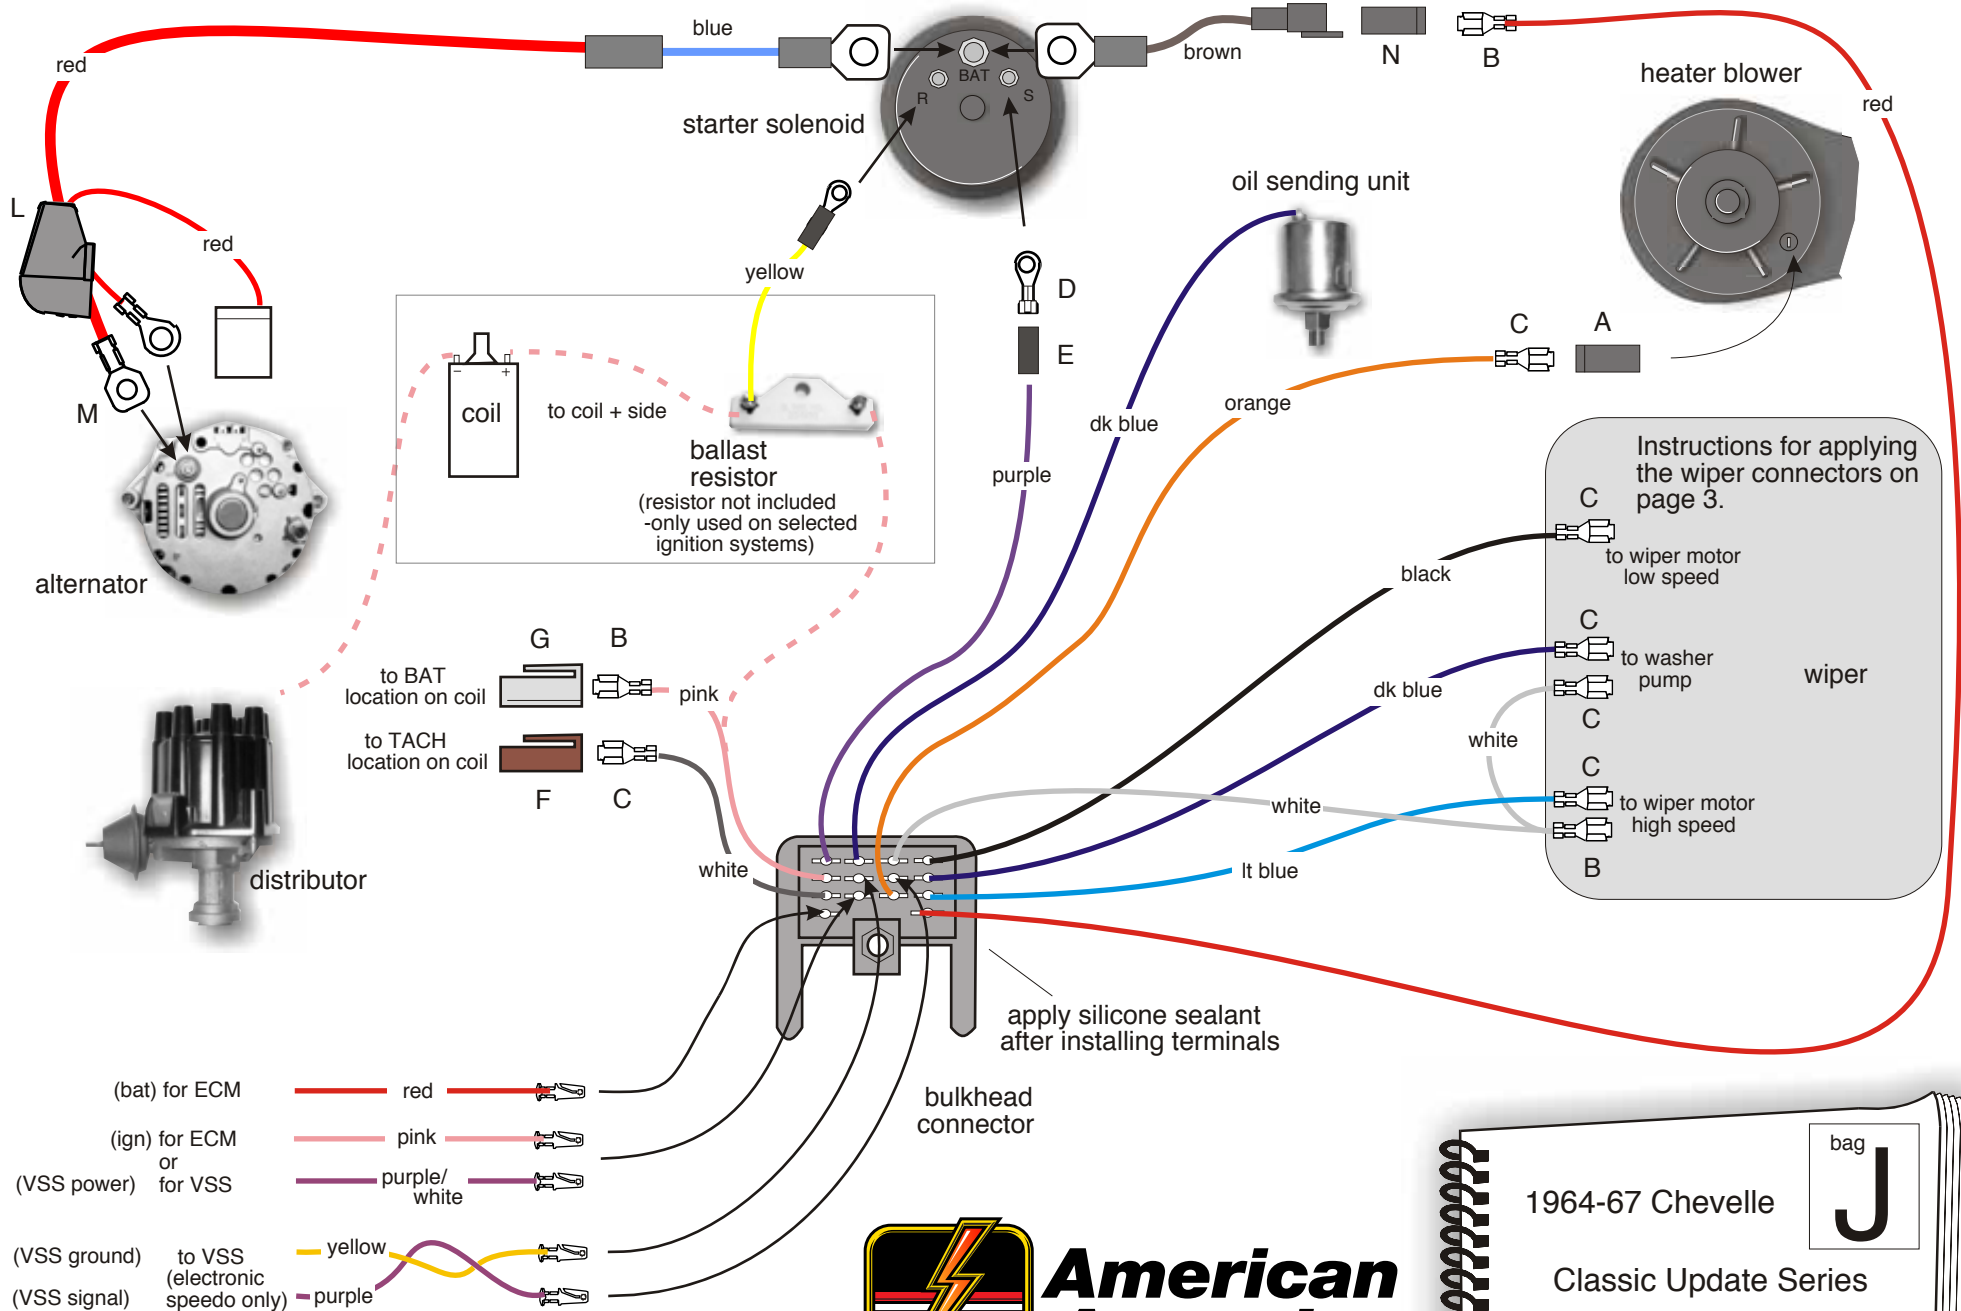 blue
red
brown
N
B
BAT
R
S
starter solenoid
heater blower
red
L
red
yellow
oil sending unit
D
E
C
A
M
coil
−
+
to coil + side
ballast
resistor
(resistor not included
-only used on selected
ignition systems)
alternator
purple
dk blue
orange
Instructions for applying
the wiper connectors on
page 3.
C
to wiper motor
low speed
black
C
to washer
pump
wiper
dk blue
C
white
C
to wiper motor
high speed
B
white
lt blue
G
B
to BAT
location on coil
pink
to TACH
location on coil
F
C
white
distributor
apply silicone sealant
after installing terminals
bulkhead
connector
(bat) for ECM
red
(ign) for ECM
pink
or
(VSS power)
for VSS
purple/
white
(VSS ground)
to VSS
yellow
(electronic
(VSS signal)
speedo only)
purple
American
bag
J
1964-67 Chevelle
Classic Update Series